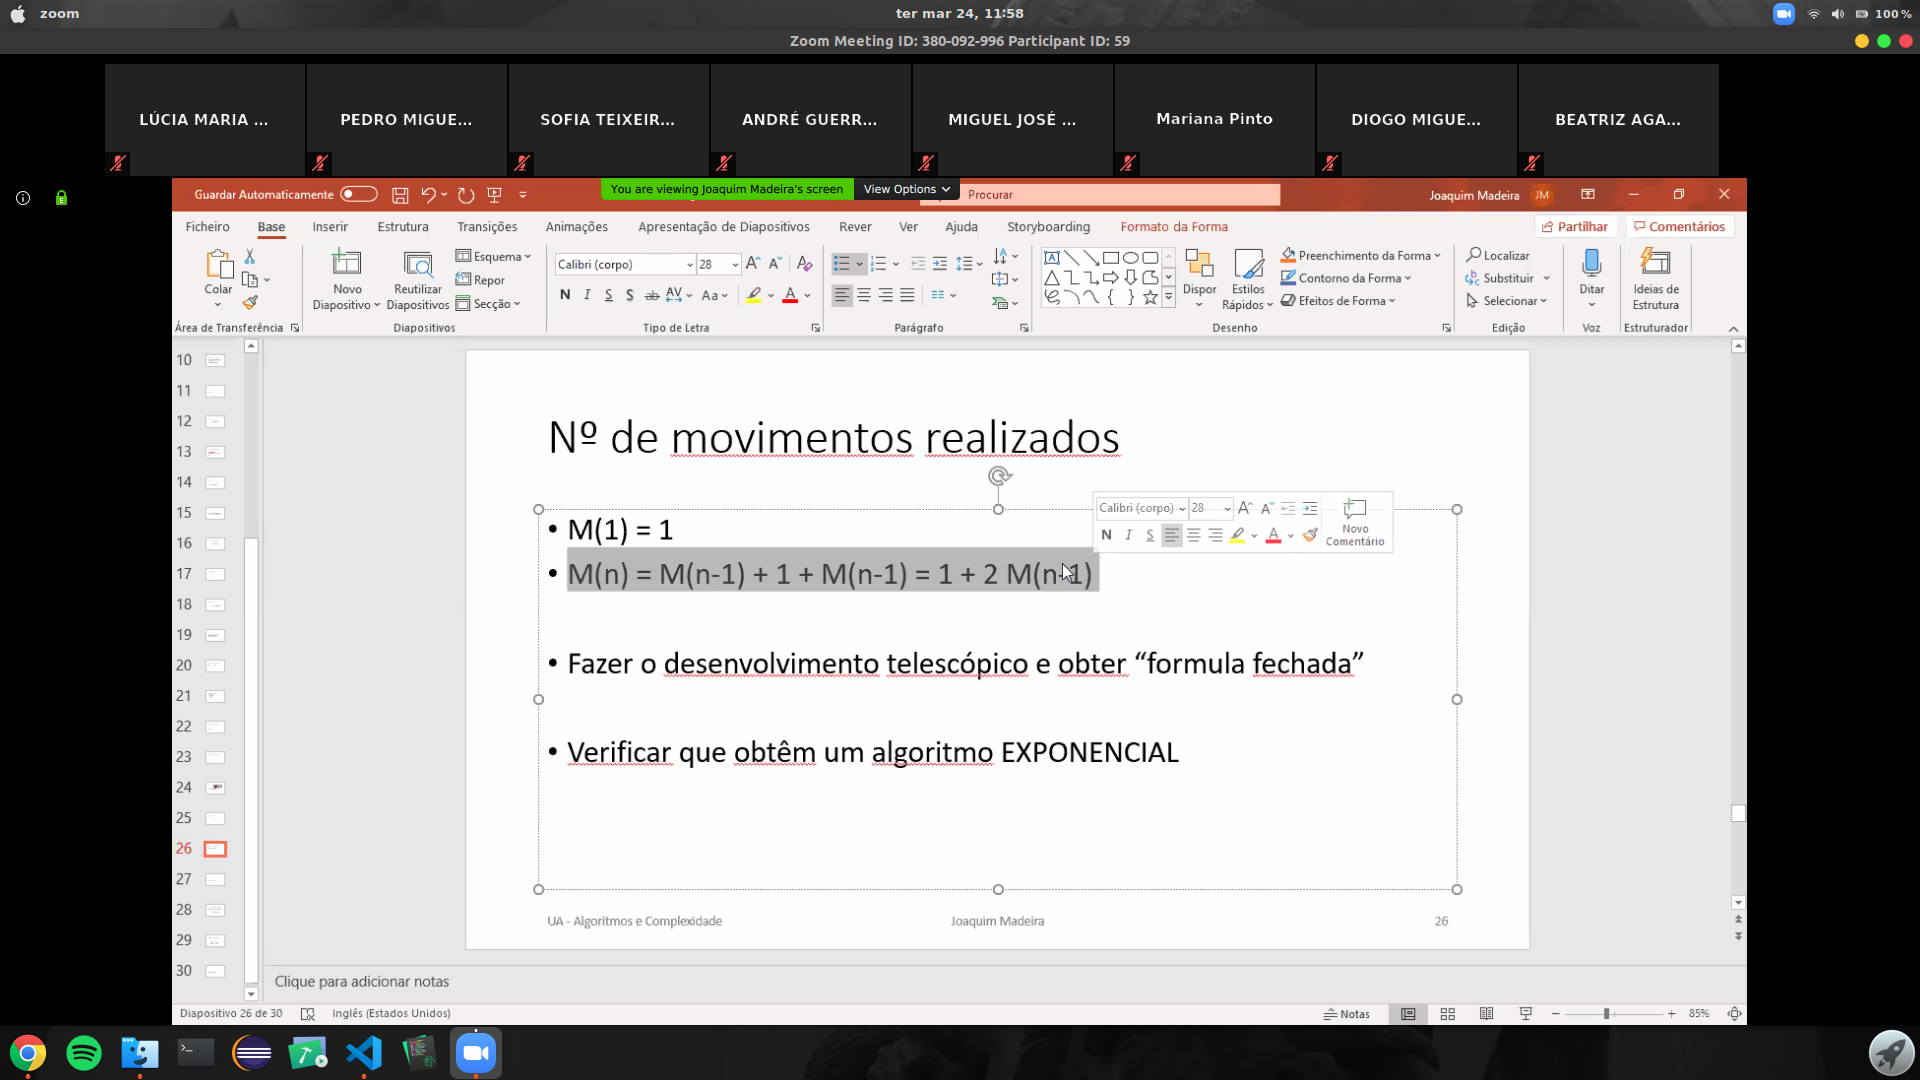 zoom
ter mar 24, 11:58
100 %
Zoom Meeting ID: 380-092-996 Participant ID: 59
LÚCIA MARIA ...
PEDRO MIGUE...
SOFIA TEIXEIR...
ANDRÉ GUERR...
MIGUEL JOSÉ ...
Mariana Pinto
DIOGO MIGUE...
BEATRIZ AGA...
Guardar Automaticamente
You are viewing Joaquim Madeira's screen
View Options
Procurar
Joaquim Madeira
JM
Ficheiro
Base
Inserir
Estrutura
Transições
Animações
Apresentação de Diapositivos
Rever
Ver
Ajuda
Storyboarding
Formato da Forma
Partilhar
Comentários
Colar
Novo
Diapositivo
Reutilizar
Diapositivos
Esquema
Repor
Secção
Calibri (corpo)
28
N I S S ab AV Aa A
Dispor
Estilos
Rápidos
Preenchimento da Forma
Contorno da Forma
Efeitos de Forma
Localizar
Substituir
Selecionar
Ditar
Ideias de
Estrutura
Área de Transferência
Diapositivos
Tipo de Letra
Parágrafo
Desenho
Edição
Voz
Estruturador
10
11
12
13
14
15
16
17
18
19
20
21
22
23
24
25
26
27
28
29
30
Nº de movimentos realizados
Calibri (corpo)
28
N I S A
Novo
Comentário
• M(1) = 1
• M(n) = M(n-1) + 1 + M(n-1) = 1 + 2 M(n-1)
• Fazer o desenvolvimento telescópico e obter “formula fechada”
• Verificar que obtêm um algoritmo EXPONENCIAL
UA - Algoritmos e Complexidade
Joaquim Madeira
26
Clique para adicionar notas
Diapositivo 26 de 30
Inglês (Estados Unidos)
Notas
85%